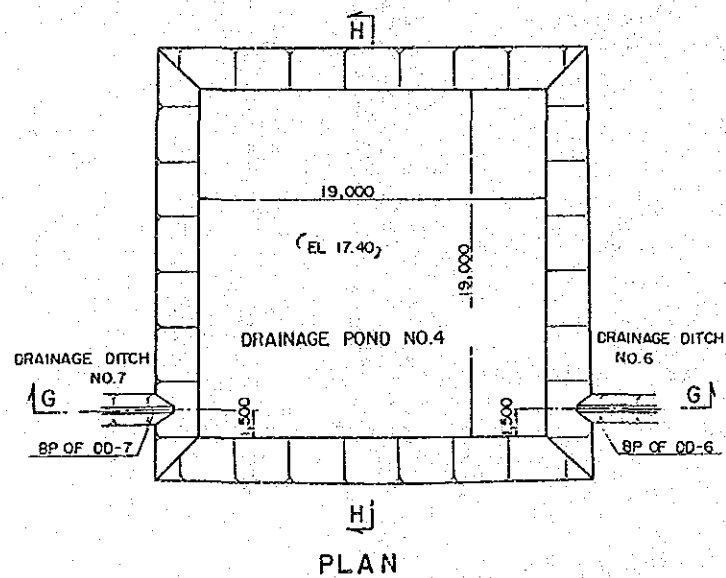 H
19,000
(EL 17.40)
19,000
DRAINAGE POND NO.4
DRAINAGE DITCH
NO.7
DRAINAGE DITCH
NO.6
G
G
1,500
1,500
BP OF DD-7
BP OF DD-6
H
PLAN